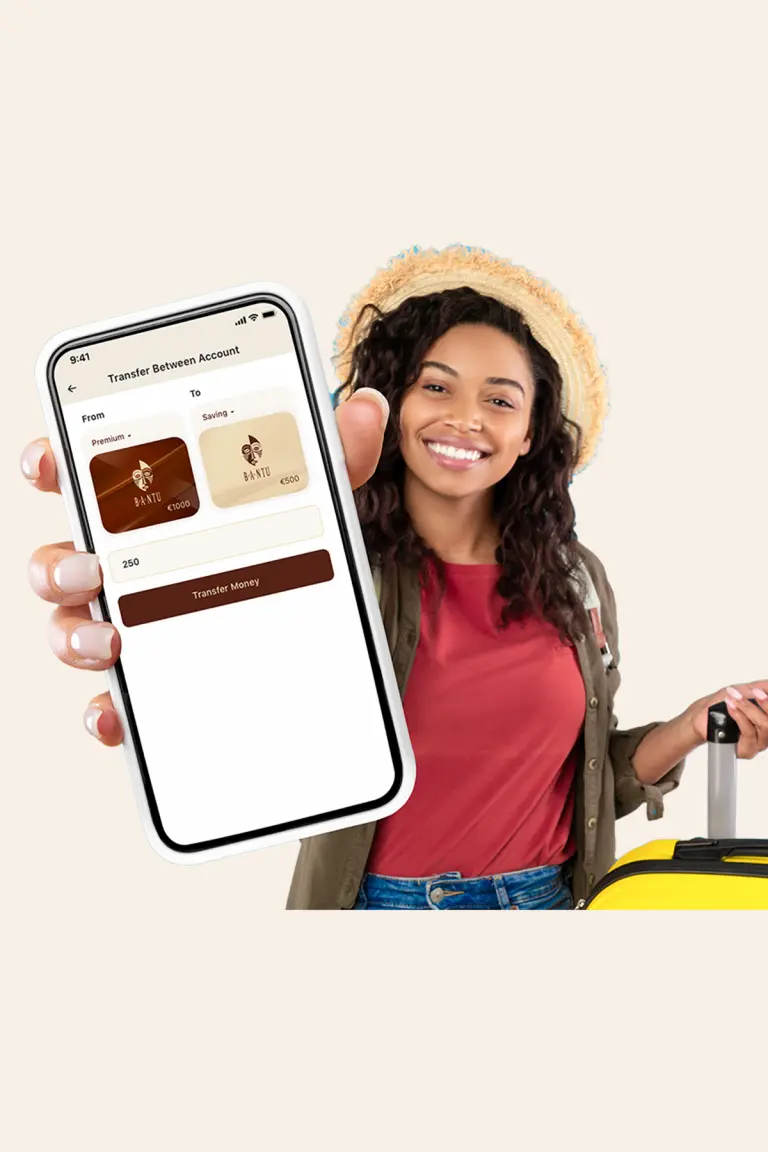 9:41
Transfer Between Account
From
To
Premium
Saving
B·A·NTU
€1000
B·A·NTU
€500
250
Transfer Money